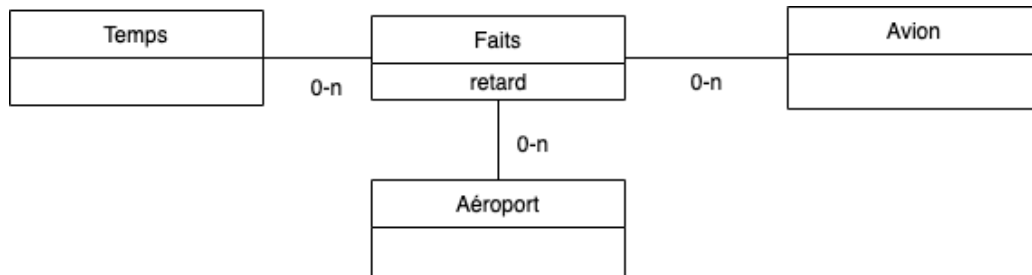 Temps
Faits
Avion
retard
0-n
0-n
0-n
Aéroport